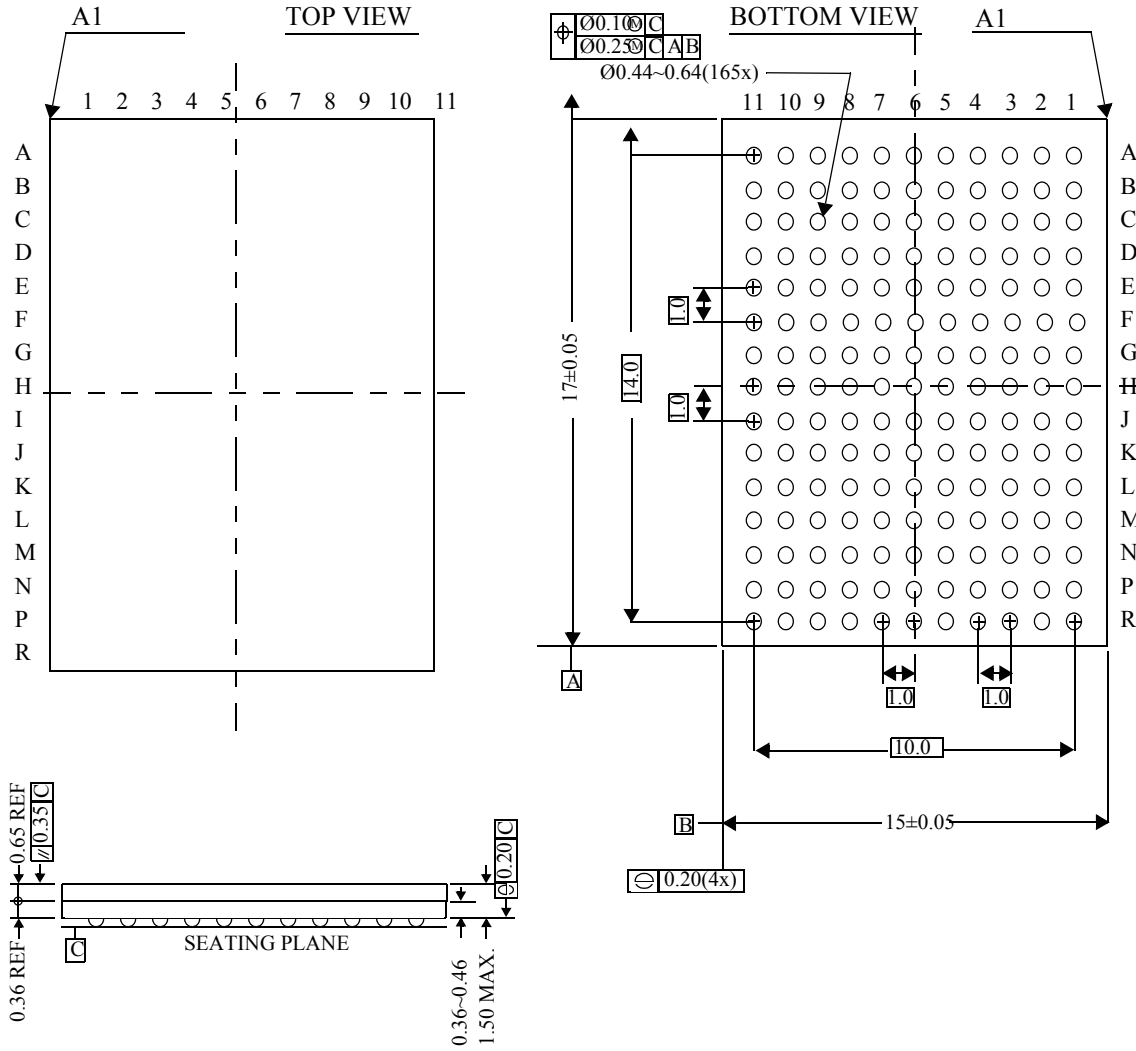 A1
TOP VIEW
1 2 3 4 5 6 7 8 9 10 11
A
B
C
D
E
F
G
H
I
J
K
L
M
N
P
R
Ø0.10Ⓜ C
Ø0.25Ⓜ C A B
BOTTOM VIEW
A1
Ø0.44~0.64(165x)
11 10 9 8 7 6 5 4 3 2 1
A
B
C
D
E
F
G
H
J
K
L
M
N
P
R
1.0
1.0
17±0.05
14.0
A
1.0
1.0
10.0
B
15±0.05
0.20(4x)
0.65 REF
// 0.35 C
0.20 C
C
SEATING PLANE
0.36 REF
0.36~0.46
1.50 MAX.